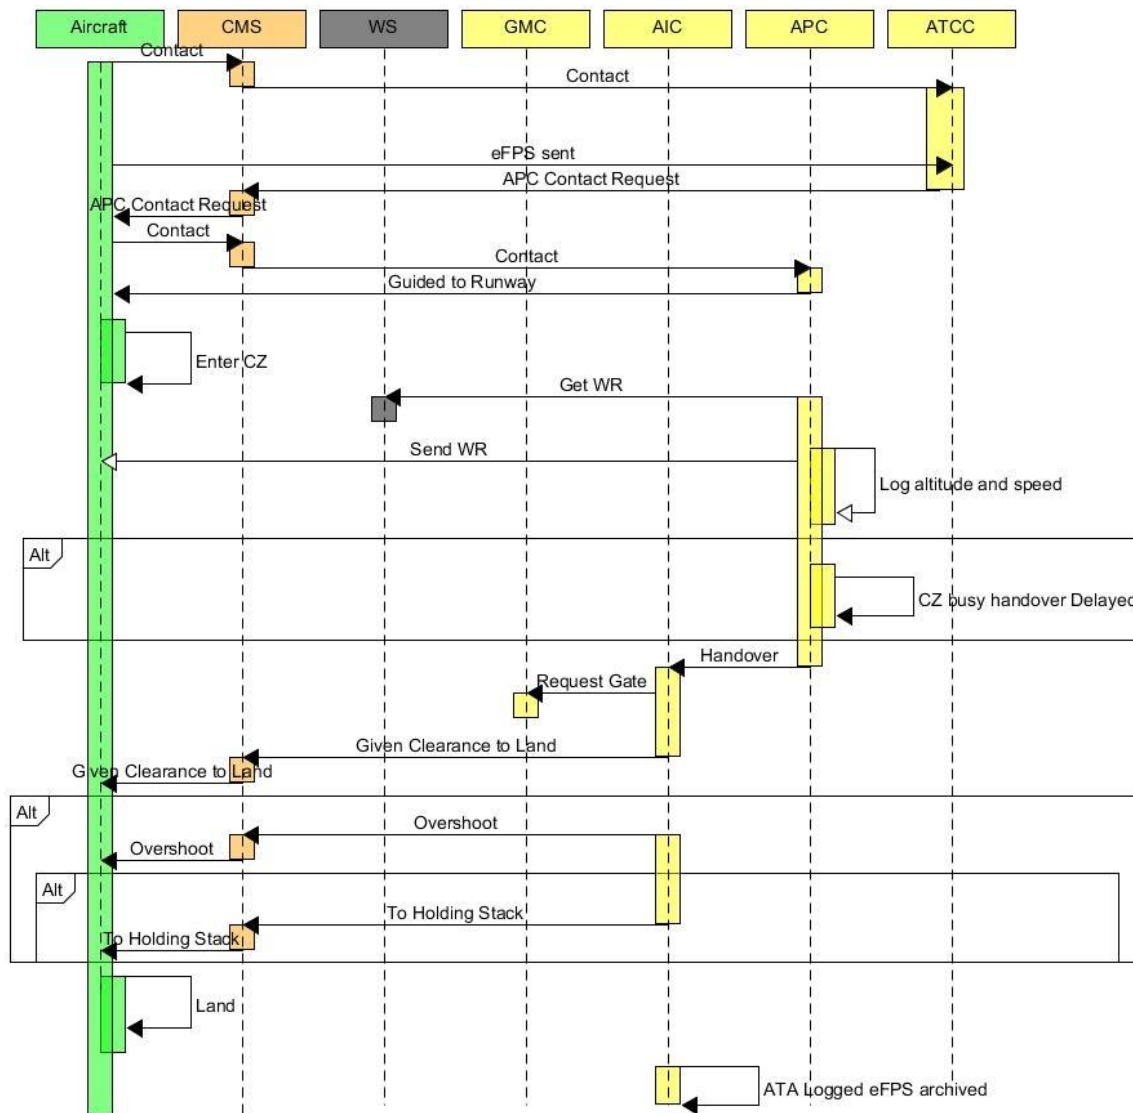 Aircraft
CMS
WS
GMC
AIC
APC
ATCC
Contact
Contact
eFPS sent
APC Contact Request
APC Contact Request
Contact
Contact
Guided to Runway
Enter CZ
Get WR
Send WR
Log altitude and speed
Alt
CZ busy handover Delayed
Handover
Request Gate
Given Clearance to Land
Given Clearance to Land
Alt
Overshoot
Overshoot
Alt
To Holding Stack
To Holding Stack
Land
ATA Logged eFPS archived